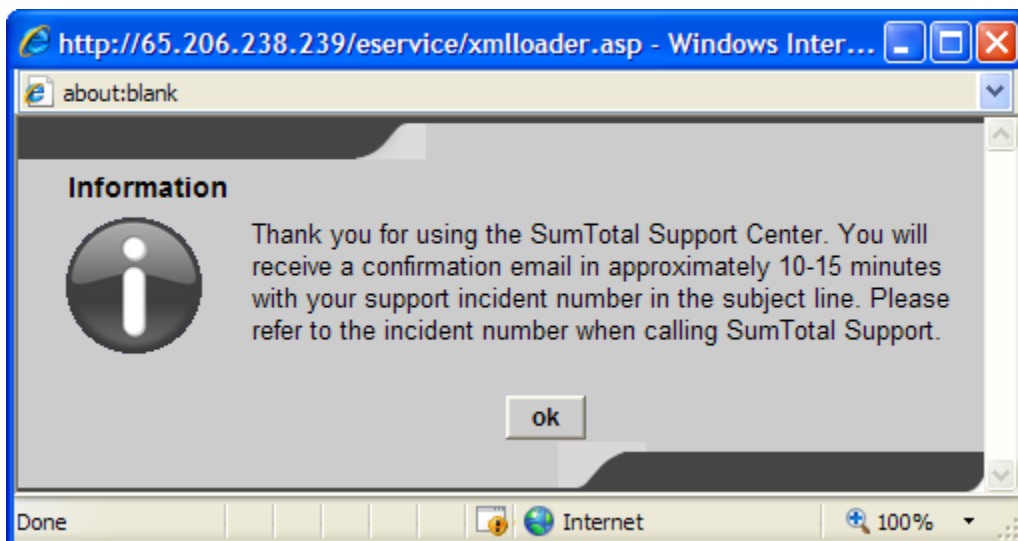 http://65.206.238.239/eservice/xmlloader.asp - Windows Inter...
about:blank
Information
Thank you for using the SumTotal Support Center. You will
receive a confirmation email in approximately 10-15 minutes
with your support incident number in the subject line. Please
refer to the incident number when calling SumTotal Support.
ok
Done
Internet
100%